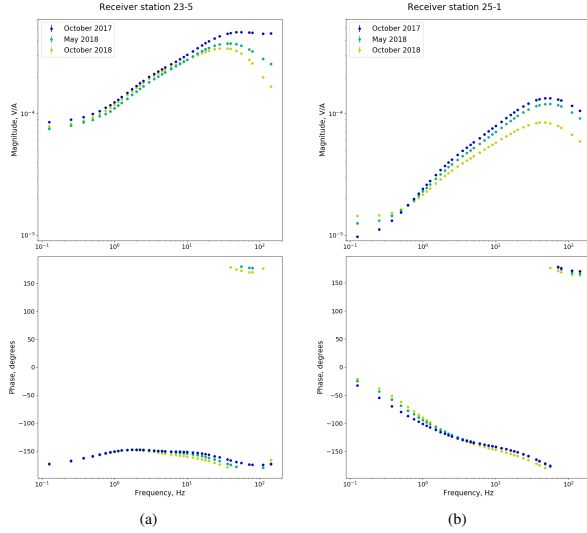 Receiver station 23-5
Receiver station 25-1
October 2017
May 2018
October 2018
October 2017
May 2018
October 2018
Magnitude, V/A
10⁻⁴
10⁻¹
10⁰
10¹
10²
Magnitude, V/A
10⁻⁴
10⁻⁵
10⁻¹
10⁰
10¹
10²
Phase, degrees
150
100
50
0
−50
−100
−150
10⁻¹
10⁰
10¹
10²
Frequency, Hz
Phase, degrees
150
100
50
0
−50
−100
−150
10⁻¹
10⁰
10¹
10²
Frequency, Hz
(a)
(b)